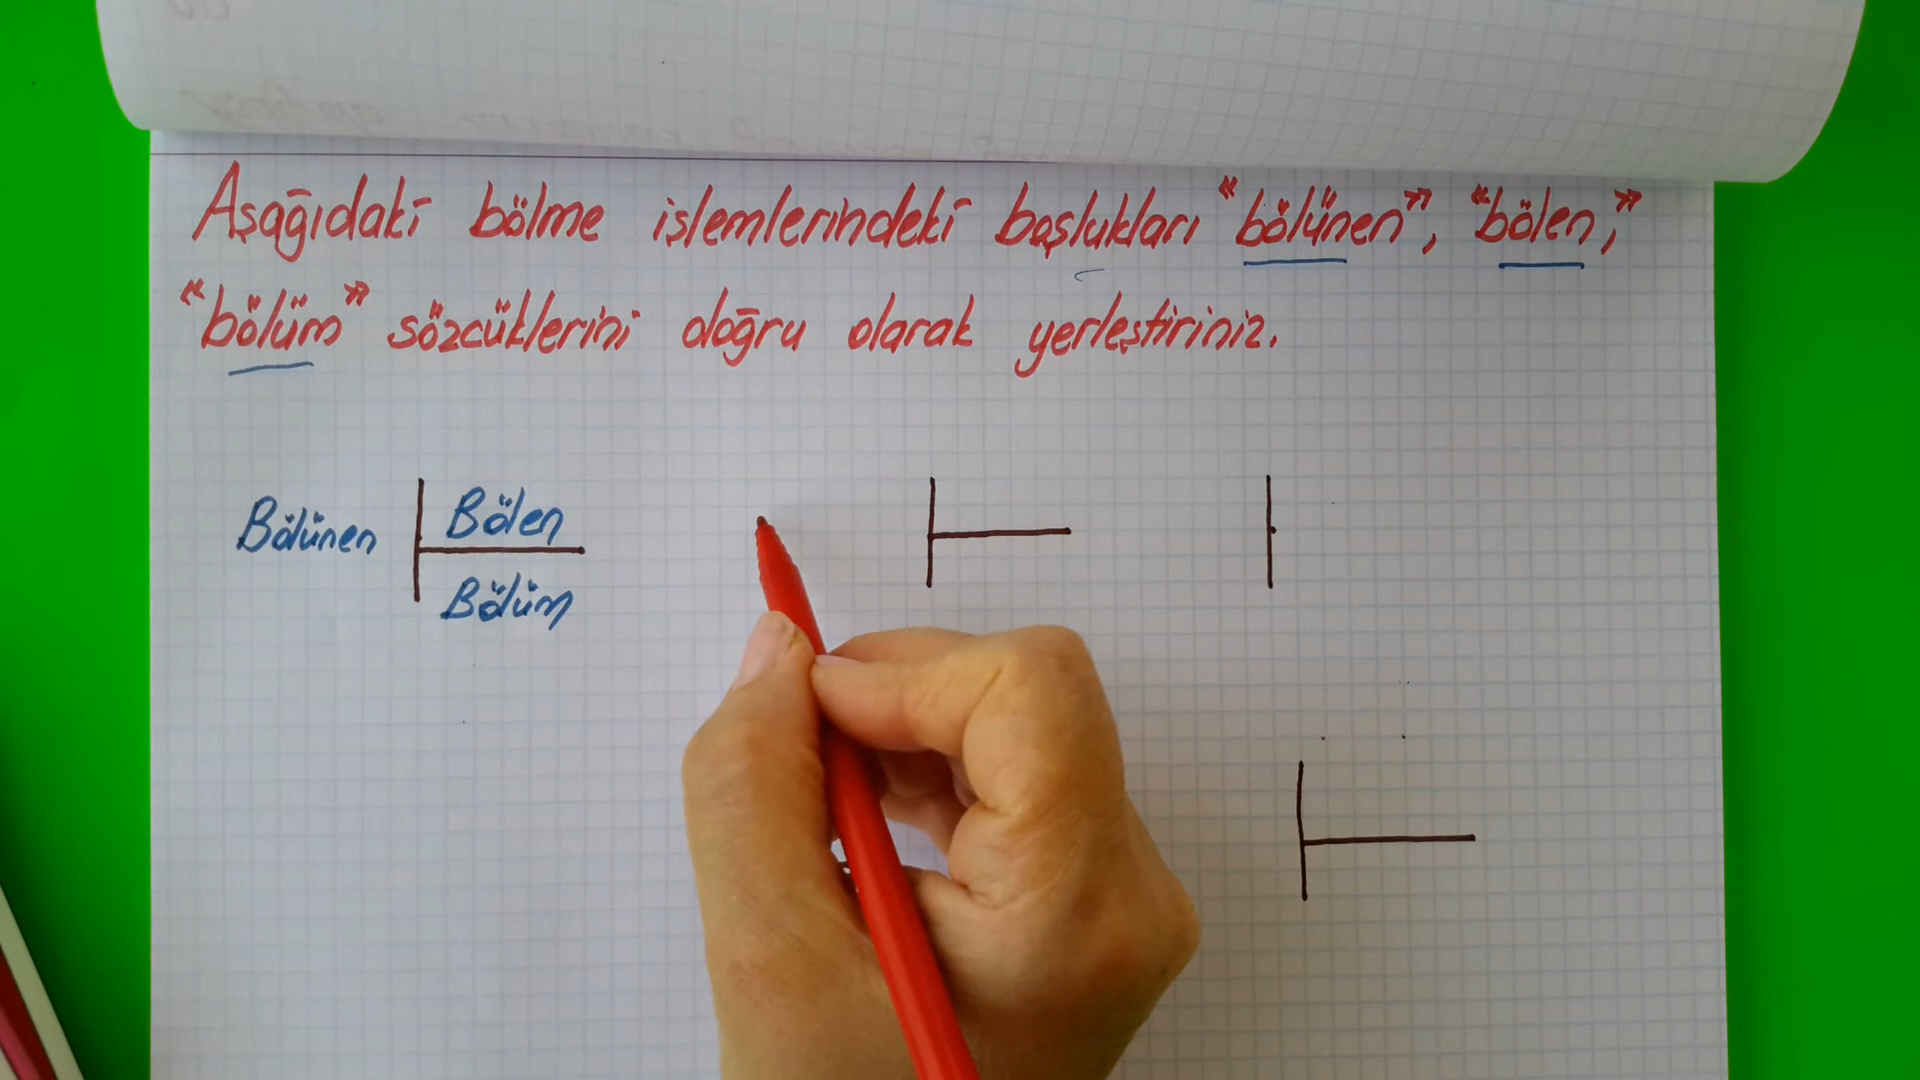 Aşağıdaki bölme işlemlerindeki boşlukları "bölünen", "bölen,"
"bölüm" sözcüklerini doğru olarak yerleştiriniz.
Bölünen Bölen
Bölüm